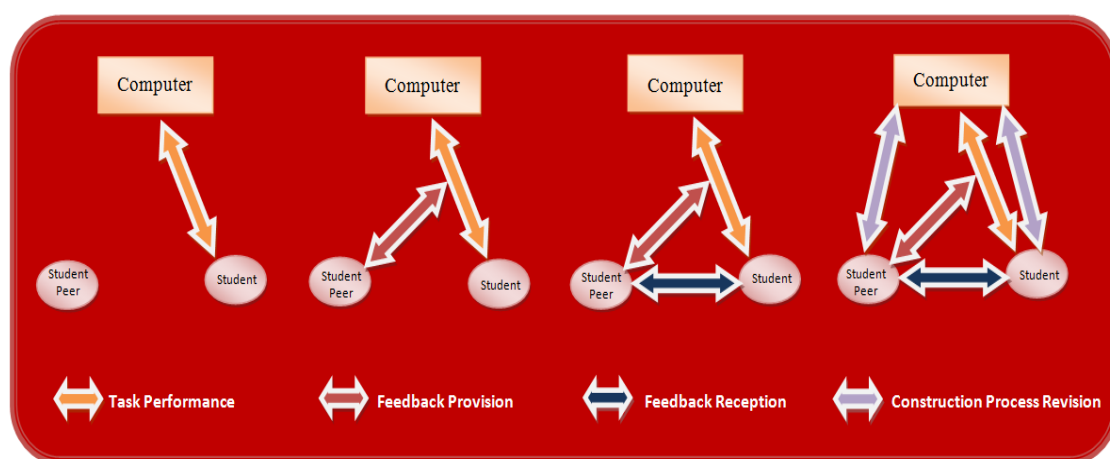 Computer
Computer
Computer
Computer
Student
Peer
Student
Student
Peer
Student
Student
Peer
Student
Student
Peer
Student
Task Performance
Feedback Provision
Feedback Reception
Construction Process Revision